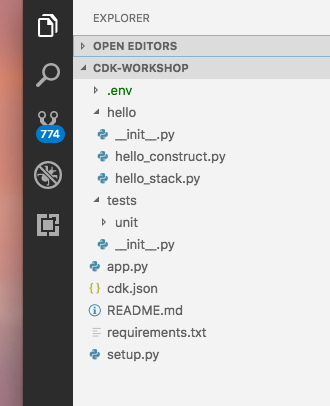 EXPLORER
OPEN EDITORS
CDK-WORKSHOP
.env
hello
__init__.py
hello_construct.py
774
hello_stack.py
tests
unit
__init__.py
app.py
cdk.json
README.md
requirements.txt
setup.py